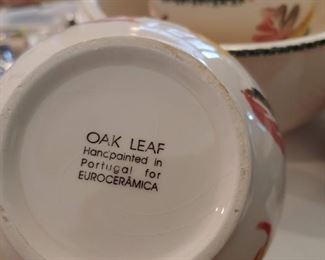 OAK LEAF
Handpainted in
Portugal for
EUROCERÂMICA